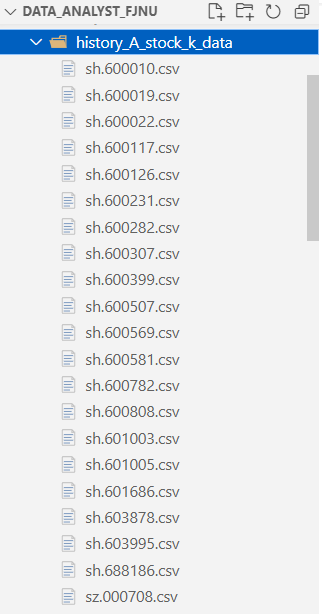 DATA_ANALYST_FJNU
history_A_stock_k_data
sh.600010.csv
sh.600019.csv
sh.600022.csv
sh.600117.csv
sh.600126.csv
sh.600231.csv
sh.600282.csv
sh.600307.csv
sh.600399.csv
sh.600507.csv
sh.600569.csv
sh.600581.csv
sh.600782.csv
sh.600808.csv
sh.601003.csv
sh.601005.csv
sh.601686.csv
sh.603878.csv
sh.603995.csv
sh.688186.csv
sz.000708.csv